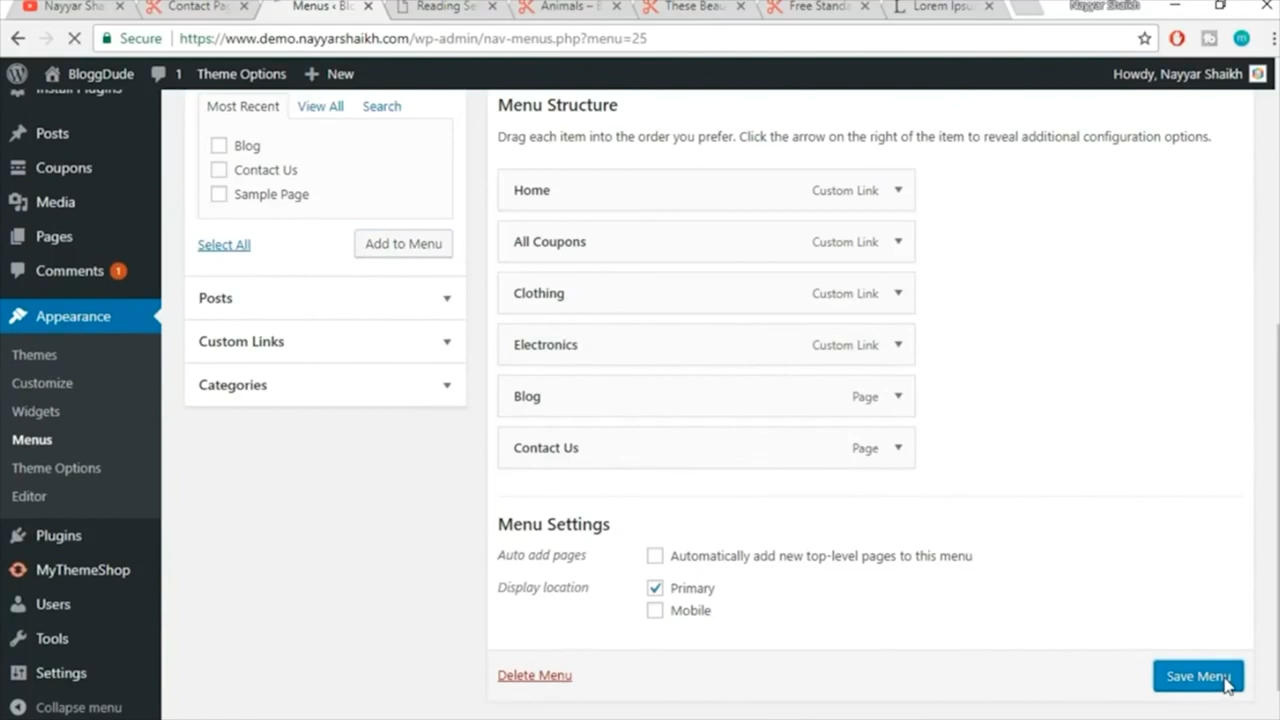 Nayyar Sha
Contact Pa
Menus ‹ Blo
Reading Se
Animals – E
These Beau
Free Standa
Lorem Ipsu
Nayyar Shaikh
Secure https://www.demo.nayyarshaikh.com/wp-admin/nav-menus.php?menu=25
BloggDude 1 Theme Options + New Howdy, Nayyar Shaikh
Install Plugins
Posts
Coupons
Media
Pages
Comments 1
Appearance
Themes
Customize
Widgets
Menus
Theme Options
Editor
Plugins
MyThemeShop
Users
Tools
Settings
Collapse menu
Most Recent View All Search
Blog
Contact Us
Sample Page
Select All Add to Menu
Posts
Custom Links
Categories
Menu Structure
Drag each item into the order you prefer. Click the arrow on the right of the item to reveal additional configuration options.
Home Custom Link
All Coupons Custom Link
Clothing Custom Link
Electronics Custom Link
Blog Page
Contact Us Page
Menu Settings
Auto add pages Automatically add new top-level pages to this menu
Display location Primary
Mobile
Delete Menu Save Menu